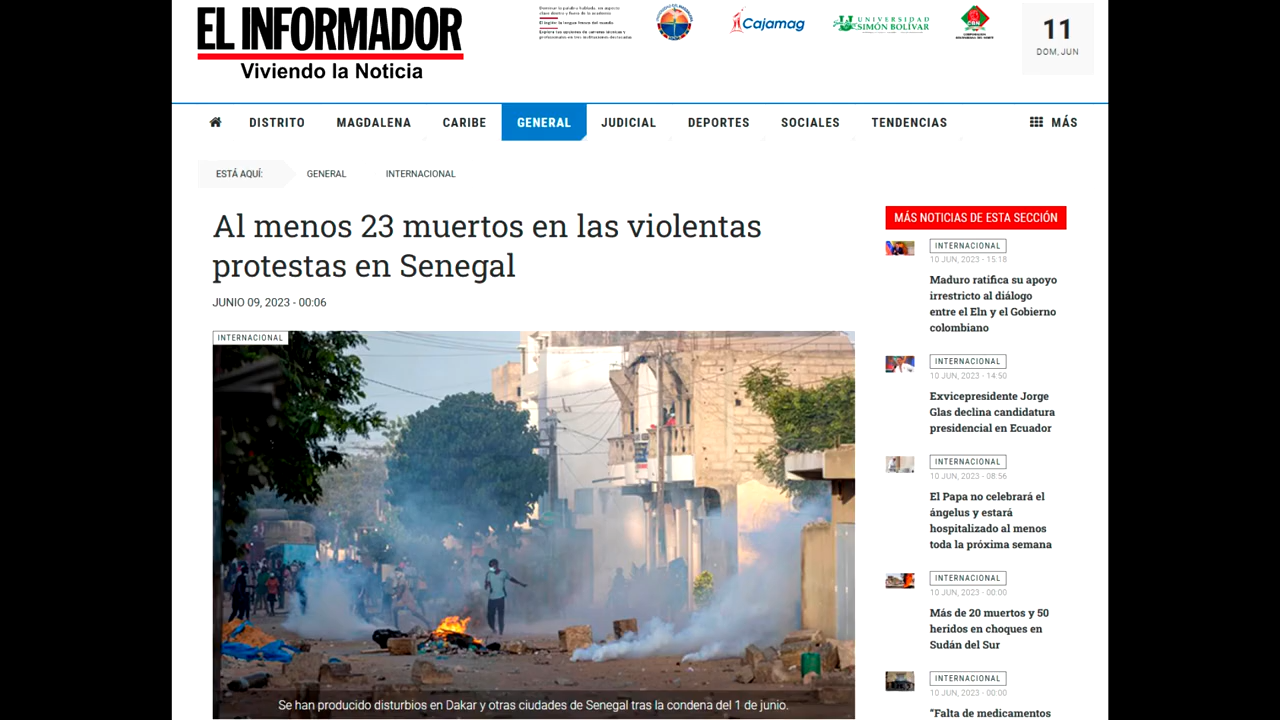 EL INFORMADOR
Viviendo la Noticia
Cajamag
UNIVERSIDAD
SIMÓN BOLÍVAR
11
DOM, JUN
DISTRITO MAGDALENA CARIBE GENERAL JUDICIAL DEPORTES SOCIALES TENDENCIAS MÁS
ESTÁ AQUÍ: GENERAL INTERNACIONAL
Al menos 23 muertos en las violentas
protestas en Senegal
JUNIO 09, 2023 - 00:06
INTERNACIONAL
Se han producido disturbios en Dakar y otras ciudades de Senegal tras la condena del 1 de junio.
MÁS NOTICIAS DE ESTA SECCIÓN
INTERNACIONAL
10 JUN, 2023 - 15:18
Maduro ratifica su apoyo
irrestricto al diálogo
entre el Eln y el Gobierno
colombiano
INTERNACIONAL
10 JUN, 2023 - 14:50
Exvicepresidente Jorge
Glas declina candidatura
presidencial en Ecuador
INTERNACIONAL
10 JUN, 2023 - 08:56
El Papa no celebrará el
ángelus y estará
hospitalizado al menos
toda la próxima semana
INTERNACIONAL
10 JUN, 2023 - 00:00
Más de 20 muertos y 50
heridos en choques en
Sudán del Sur
INTERNACIONAL
10 JUN, 2023 - 00:00
“Falta de medicamentos